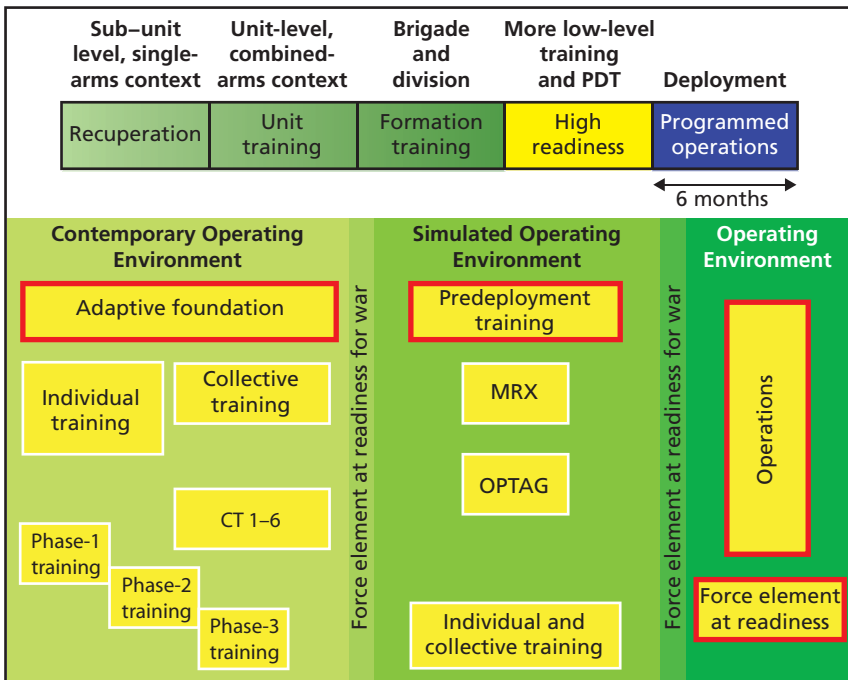 Sub–unit
level, single-
arms context
Unit-level,
combined-
arms context
Brigade
and
division
More low-level
training
and PDT
Deployment
Recuperation
Unit
training
Formation
training
High
readiness
Programmed
operations
6 months
Contemporary Operating
Environment
Adaptive foundation
Individual
training
Collective
training
CT 1–6
Phase-1
training
Phase-2
training
Phase-3
training
Force element at readiness for war
Simulated Operating
Environment
Predeployment
training
MRX
OPTAG
Individual and
collective training
Force element at readiness for war
Operating
Environment
Operations
Force element
at readiness